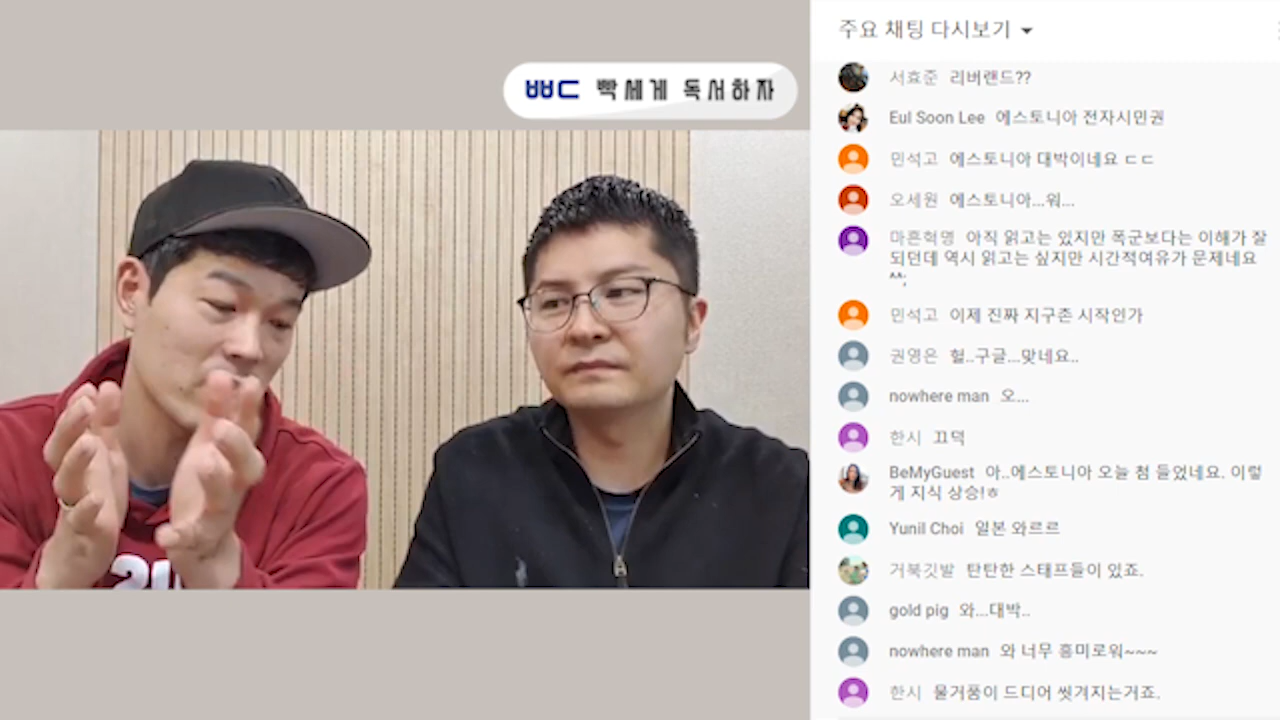 ㅃㄷ 빡세게 독서하자
주요 채팅 다시보기
서효준 리버랜드??
Eul Soon Lee 에스토니아 전자시민권
민석고 에스토니아 대박이네요 ㄷㄷ
오세원 에스토니아...워...
마흔혁명 아직 읽고는 있지만 폭군보다는 이해가 잘
되던데 역시 읽고는 싶지만 시간적여유가 문제네요
^^;
민석고 이제 진짜 지구존 시작인가
권영은 헐..구글...맞네요..
nowhere man 오...
한시 끄덕
BeMyGuest 아..에스토니아 오늘 첨 들었네요. 이렇
게 지식 상승!ㅎ
Yunil Choi 일본 와르르
거북깃발 탄탄한 스태프들이 있죠.
gold pig 와...대박..
nowhere man 와 너무 흥미로워~~~
한시 물거품이 드디어 씻겨지는거죠.